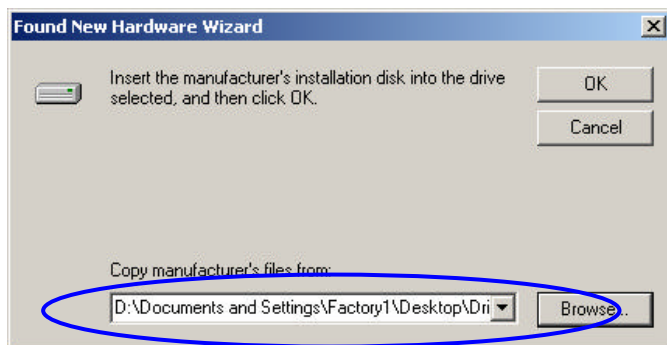 Found New Hardware Wizard
Insert the manufacturer's installation disk into the drive
selected, and then click OK.
OK
Cancel
Copy manufacturer's files from:
D:\Documents and Settings\Factory1\Desktop\Dri
Browse...